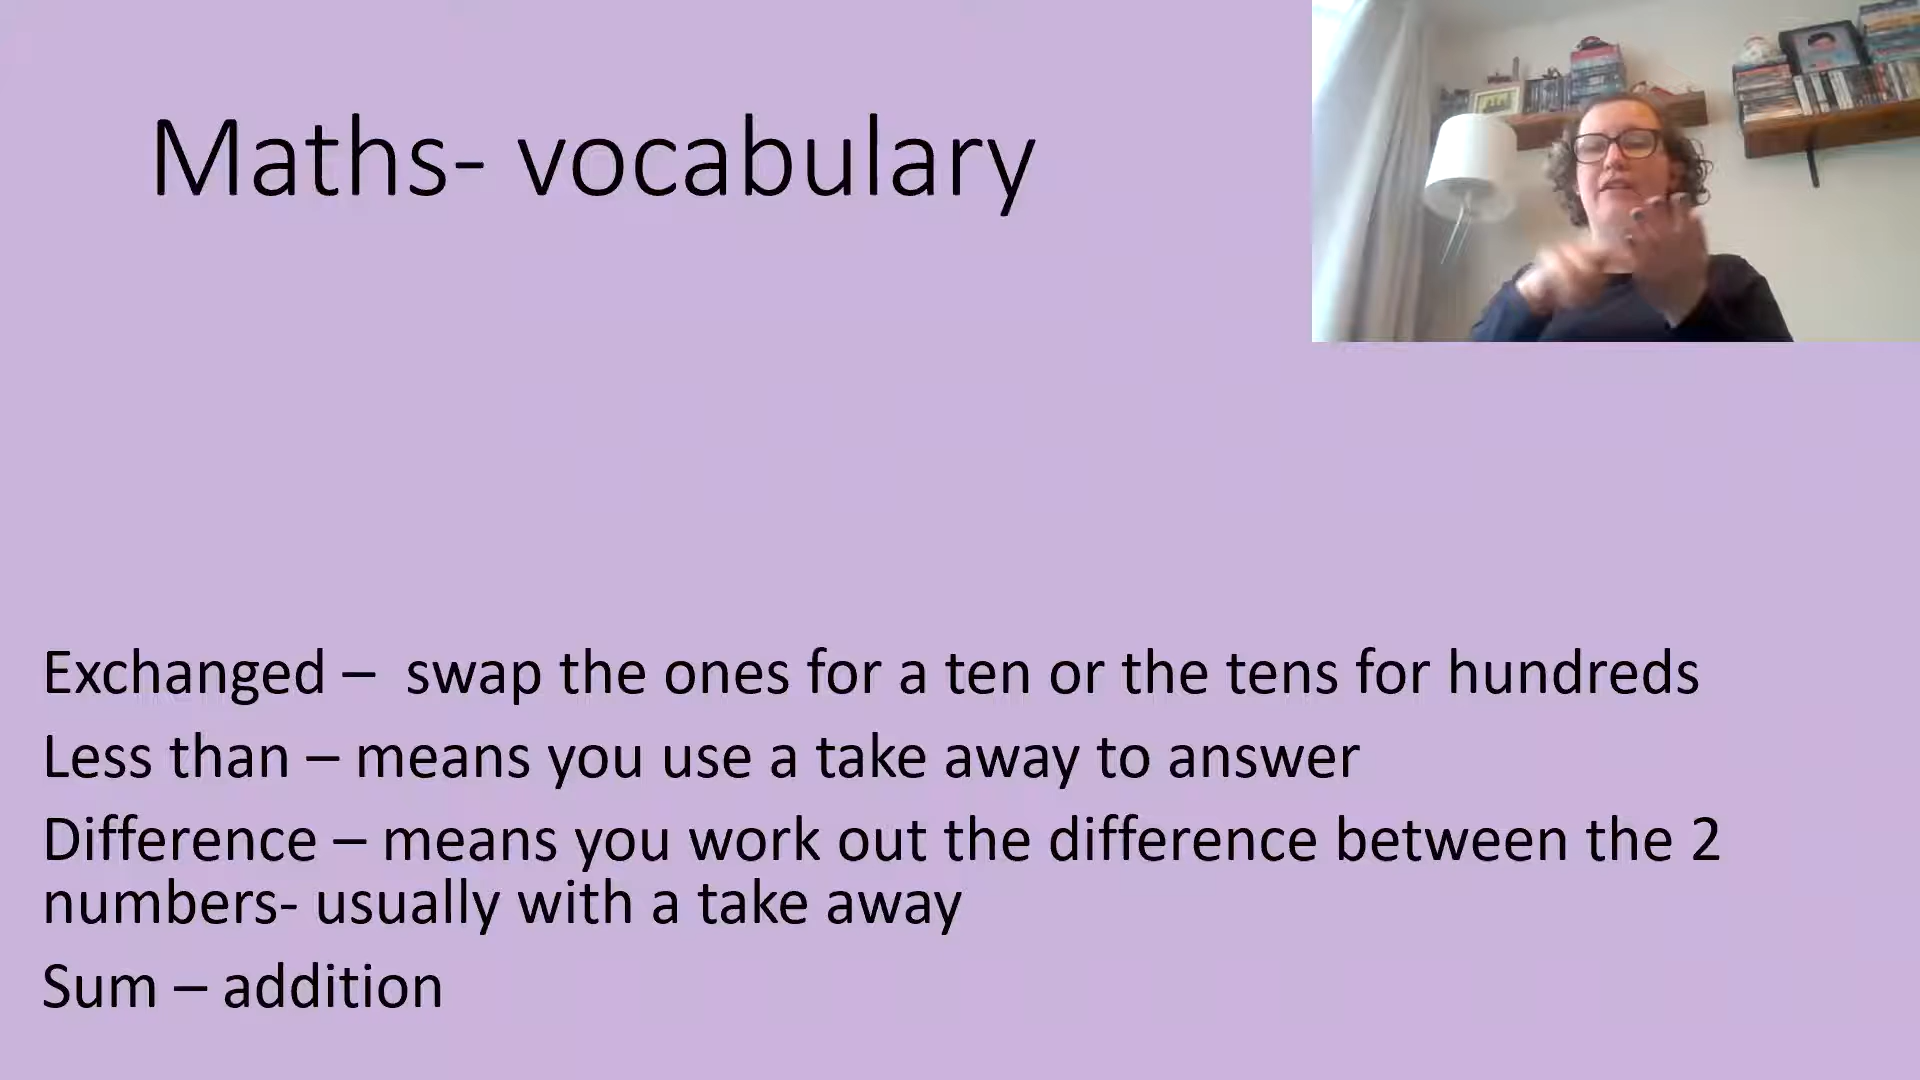 Maths- vocabulary
Exchanged –  swap the ones for a ten or the tens for hundreds
Less than – means you use a take away to answer
Difference – means you work out the difference between the 2
numbers- usually with a take away
Sum – addition